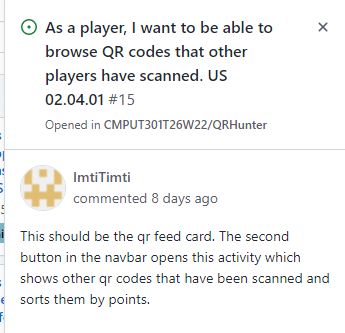 As a player, I want to be able to
browse QR codes that other
players have scanned. US
02.04.01 #15
Opened in CMPUT301T26W22/QRHunter
ImtiTimti
commented 8 days ago
This should be the qr feed card. The second
button in the navbar opens this activity which
shows other qr codes that have been scanned and
sorts them by points.